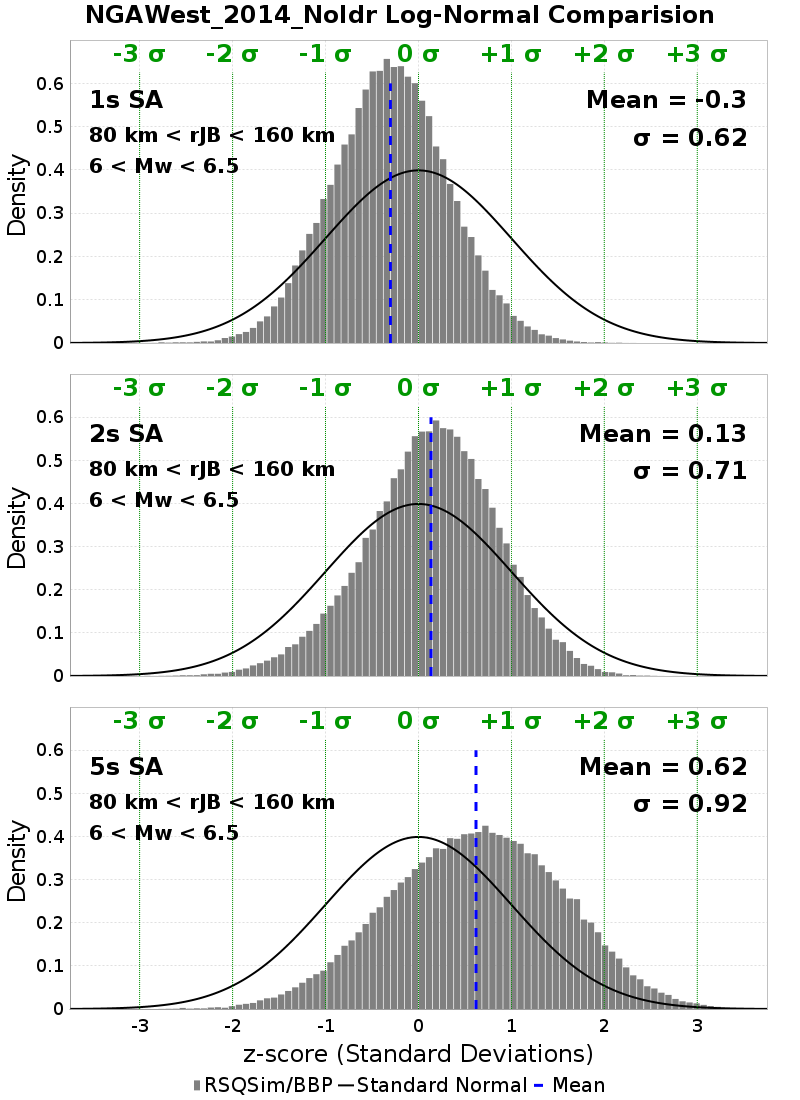 NGAWest_2014_NoIdr Log-Normal Comparision
-3 σ -2 σ -1 σ 0 σ +1 σ +2 σ +3 σ
1s SA
Mean = -0.3
80 km < rJB < 160 km
σ = 0.62
6 < Mw < 6.5
0.6
0.5
0.4
0.3
0.2
0.1
0
Density
-3 σ -2 σ -1 σ 0 σ +1 σ +2 σ +3 σ
2s SA
Mean = 0.13
80 km < rJB < 160 km
σ = 0.71
6 < Mw < 6.5
0.6
0.5
0.4
0.3
0.2
0.1
0
Density
-3 σ -2 σ -1 σ 0 σ +1 σ +2 σ +3 σ
5s SA
Mean = 0.62
80 km < rJB < 160 km
σ = 0.92
6 < Mw < 6.5
0.6
0.5
0.4
0.3
0.2
0.1
0
Density
-3 -2 -1 0 1 2 3
z-score (Standard Deviations)
RSQSim/BBP Standard Normal Mean